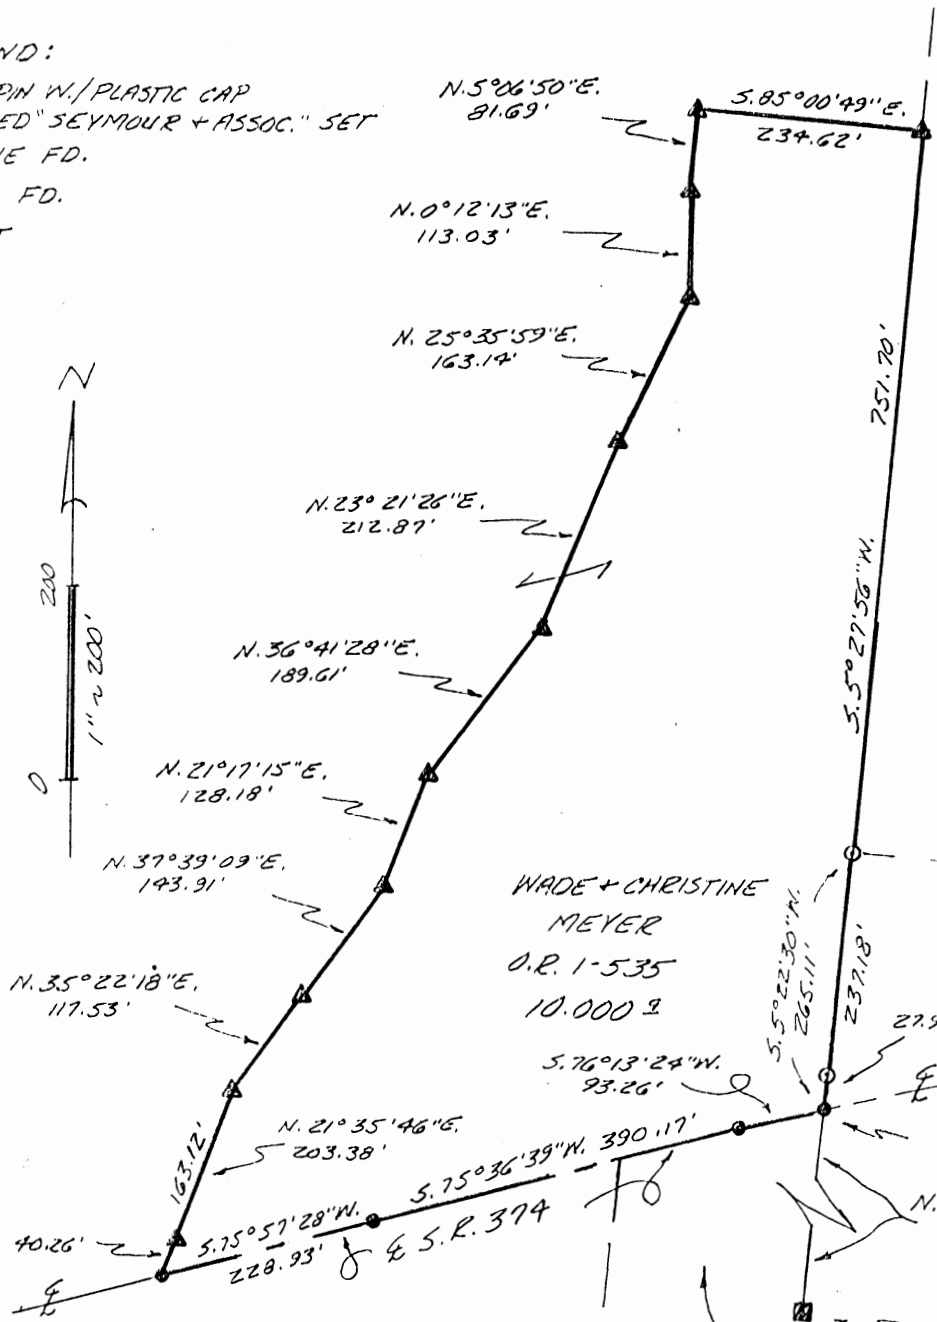 ND:
PIN W./PLASTIC CAP
ED "SEYMOUR + ASSOC." SET
E FD.
FD.
N.5°06'50"E.
81.69'
S.85°00'49"E.
234.62'
N.0°12'13"E.
113.03'
N. 25°35'59"E.
163.14'
N
N.23°21'26"E.
212.87'
751.70'
S.5°27'56"W.
200
0
1"~200'
N.36°41'28"E.
189.61'
N.21°17'15"E.
128.18'
N.37°39'09"E.
143.91'
WADE + CHRISTINE
MEYER
O.R. 1-535
10.000
S.5°22'30"W.
265.11'
237.18'
N.35°22'18"E.
117.53'
27.9
S.76°13'24"W.
93.26'
℄
N. 21°35'46"E.
203.38'
163.12'
S.75°36'39"W. 390.17'
N.
S.75°57'28"W.
228.93'
℄ S.R. 374
40.26'
℄